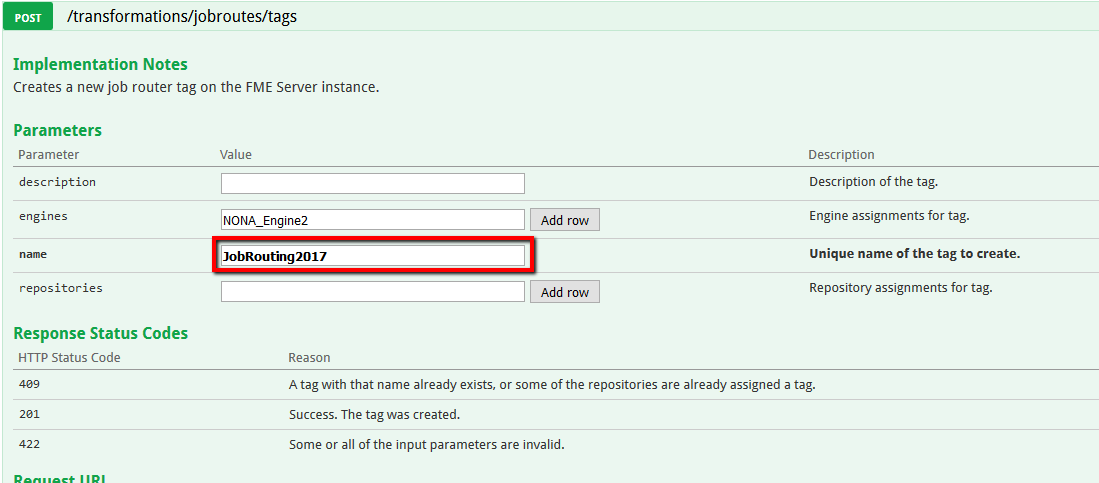 POST /transformations/jobroutes/tags
Implementation Notes
Creates a new job router tag on the FME Server instance.
Parameters
Parameter Value Description
description Description of the tag.
engines NONA_Engine2 Add row Engine assignments for tag.
name JobRouting2017 Unique name of the tag to create.
repositories Add row Repository assignments for tag.
Response Status Codes
HTTP Status Code Reason
409 A tag with that name already exists, or some of the repositories are already assigned a tag.
201 Success. The tag was created.
422 Some or all of the input parameters are invalid.
Request URL